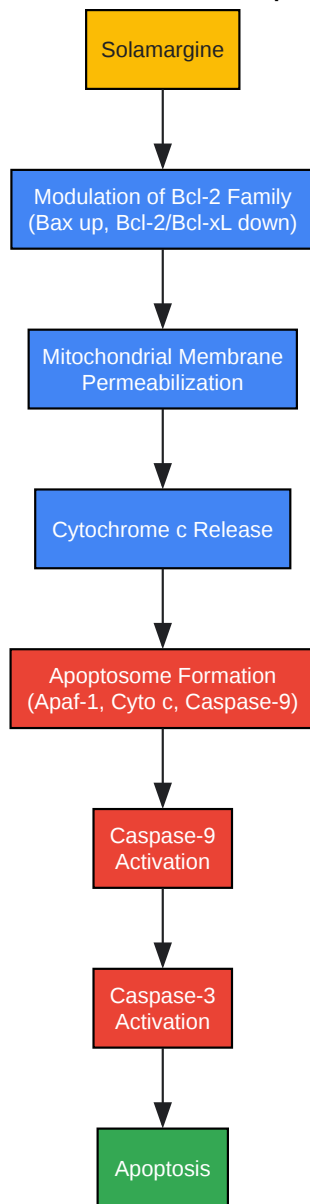 Solamargine
Modulation of Bcl-2 Family
(Bax up, Bcl-2/Bcl-xL down)
Mitochondrial Membrane
Permeabilization
Cytochrome c Release
Apoptosome Formation
(Apaf-1, Cyto c, Caspase-9)
Caspase-9
Activation
Caspase-3
Activation
Apoptosis